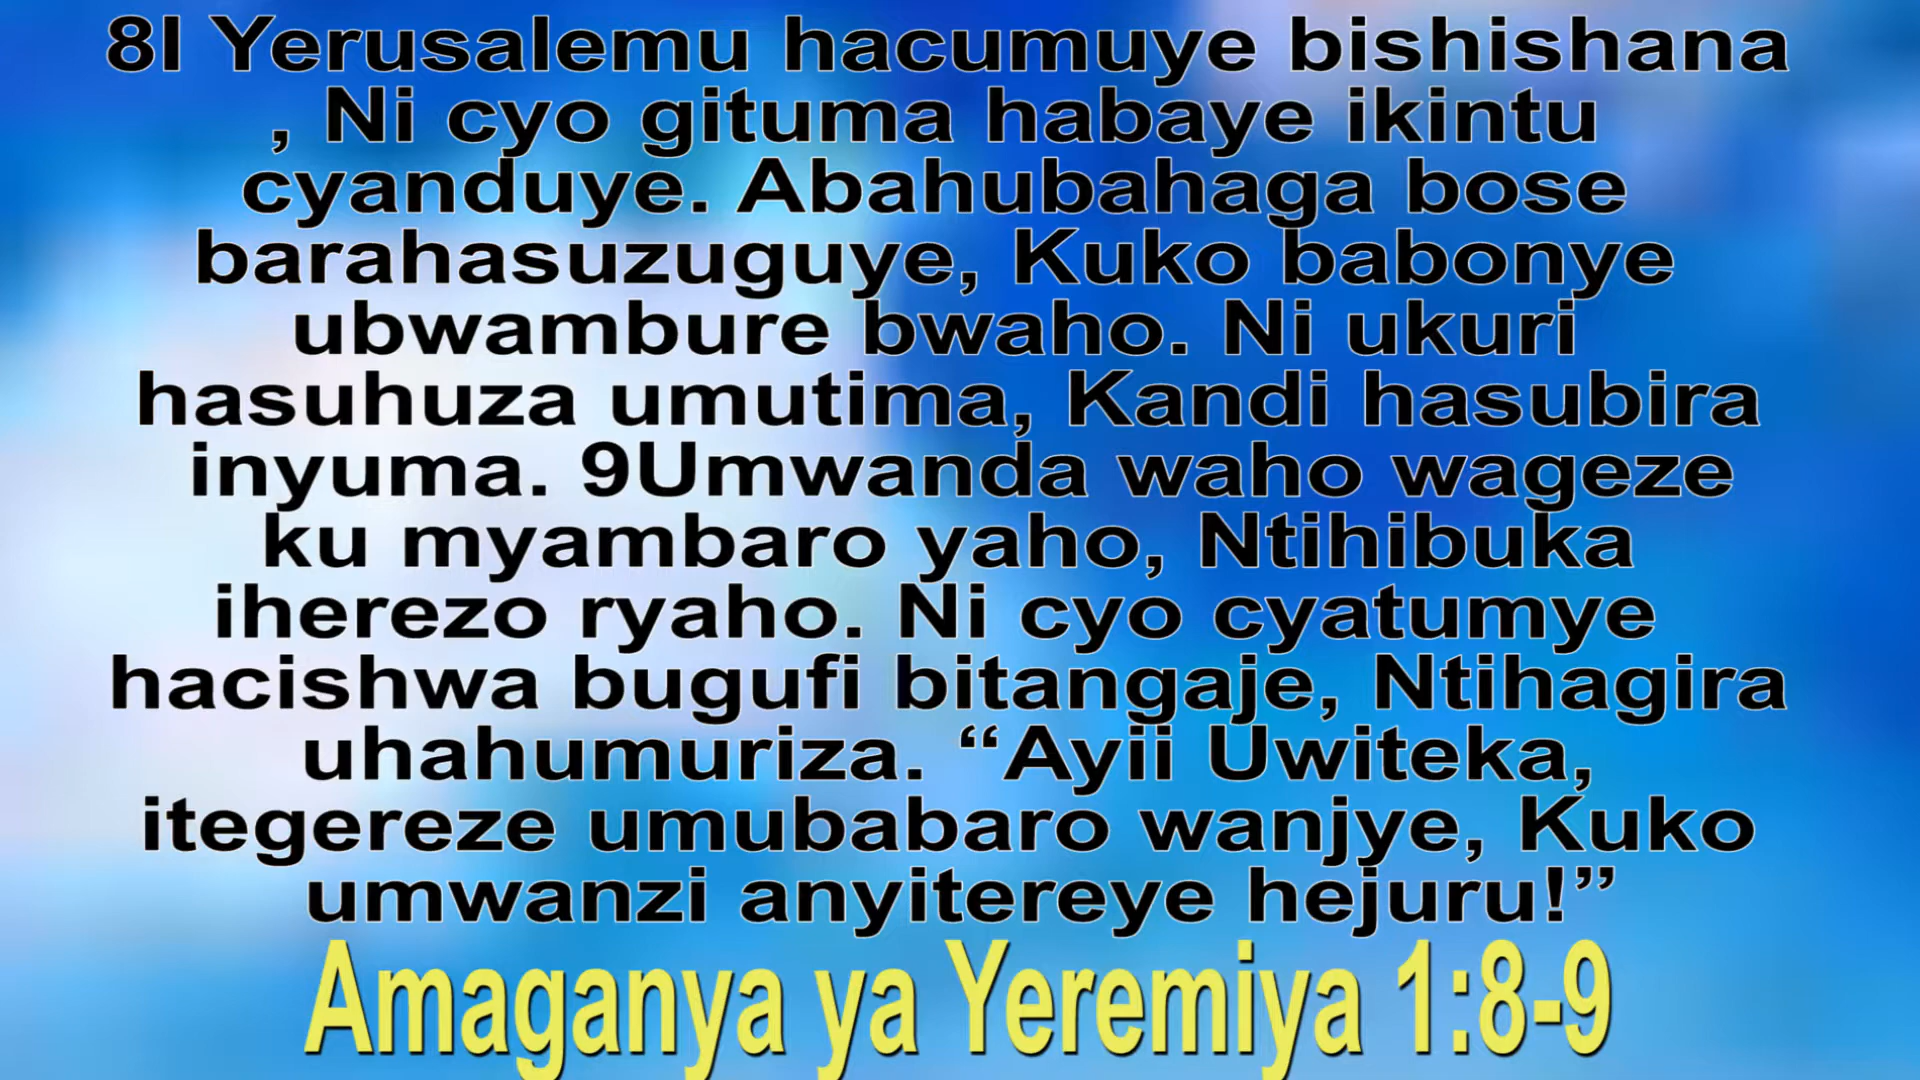 8I Yerusalemu hacumuye bishishana
, Ni cyo gituma habaye ikintu
cyanduye. Abahubahaga bose
barahasuzuguye, Kuko babonye
ubwambure bwaho. Ni ukuri
hasuhuza umutima, Kandi hasubira
inyuma. 9Umwanda waho wageze
ku myambaro yaho, Ntihibuka
iherezo ryaho. Ni cyo cyatumye
hacishwa bugufi bitangaje, Ntihagira
uhahumuriza. “Ayii Uwiteka,
itegereze umubabaro wanjye, Kuko
umwanzi anyitereye hejuru!”
Amaganya ya Yeremiya 1:8-9